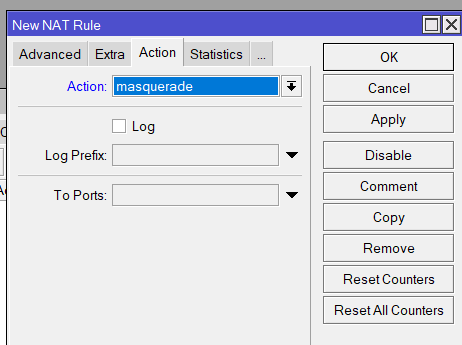 New NAT Rule
Advanced Extra Action Statistics ...
OK
Action: masquerade
Cancel
Log
Apply
Log Prefix:
Disable
To Ports:
Comment
Copy
Remove
Reset Counters
Reset All Counters